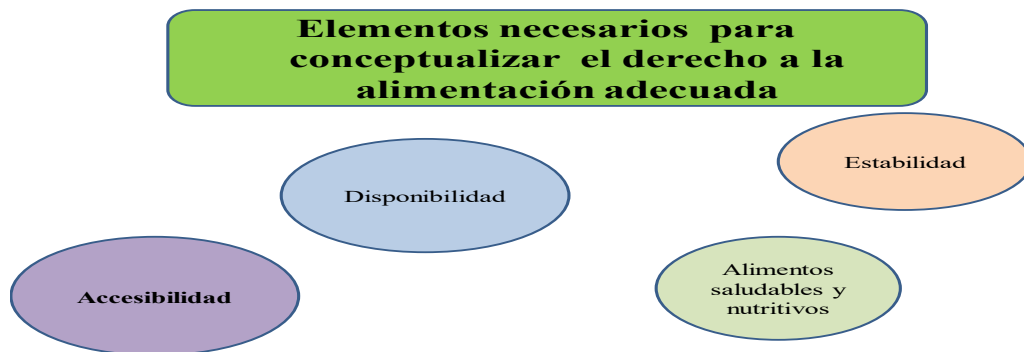 Elementos necesarios para
conceptualizar el derecho a la
alimentación adecuada
Estabilidad
Disponibilidad
Accesibilidad
Alimentos
saludables y
nutritivos